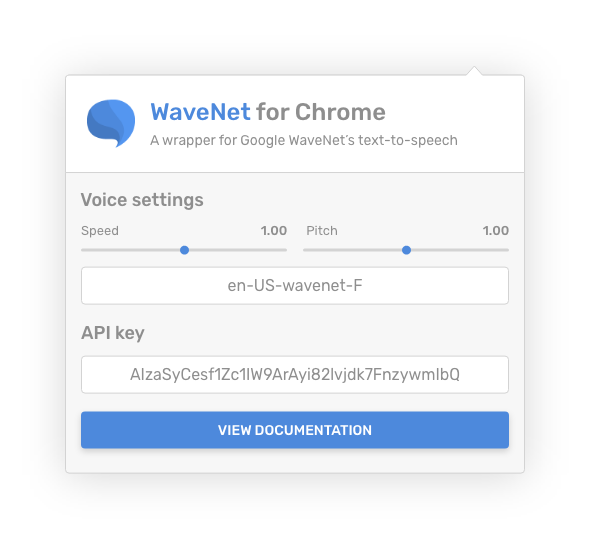 WaveNet for Chrome
A wrapper for Google WaveNet's text-to-speech
Voice settings
Speed 1.00 Pitch 1.00
en-US-wavenet-F
API key
AIzaSyCesf1Zc1IW9ArAyi82lvjdk7FnzywmIbQ
VIEW DOCUMENTATION